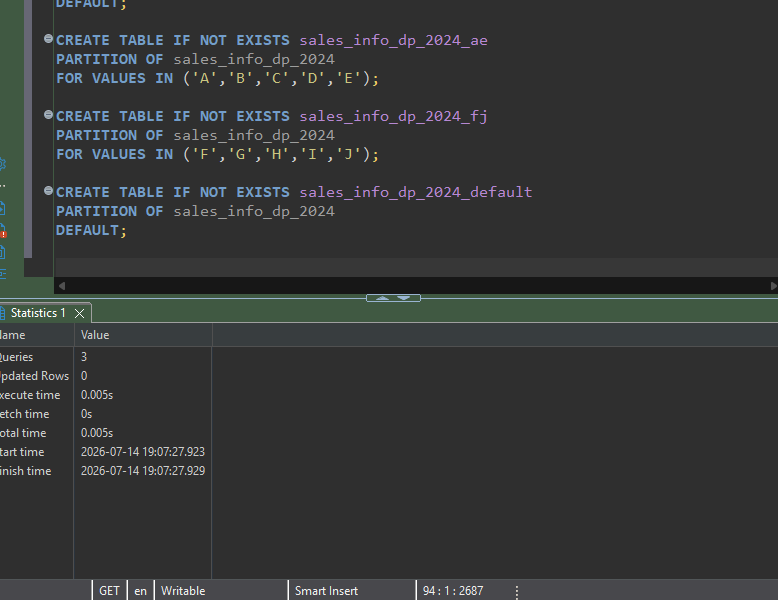 DEFAULT;
CREATE TABLE IF NOT EXISTS sales_info_dp_2024_ae
PARTITION OF sales_info_dp_2024
FOR VALUES IN ('A','B','C','D','E');
CREATE TABLE IF NOT EXISTS sales_info_dp_2024_fj
PARTITION OF sales_info_dp_2024
FOR VALUES IN ('F','G','H','I','J');
CREATE TABLE IF NOT EXISTS sales_info_dp_2024_default
PARTITION OF sales_info_dp_2024
DEFAULT;
Statistics 1
ame Value
ueries 3
pdated Rows 0
xecute time 0.005s
etch time 0s
otal time 0.005s
tart time 2026-07-14 19:07:27.923
inish time 2026-07-14 19:07:27.929
GET en Writable Smart Insert 94 : 1 : 2687